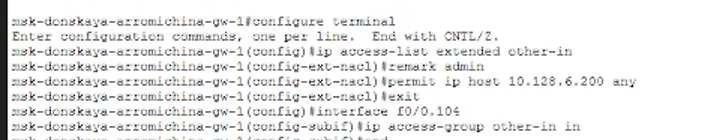 msk-donskaya-arromichina-gw-1#configure terminal
Enter configuration commands, one per line.  End with CNTL/Z.
msk-donskaya-arromichina-gw-1(config)#ip access-list extended other-in
msk-donskaya-arromichina-gw-1(config-ext-nacl)#remark admin
msk-donskaya-arromichina-gw-1(config-ext-nacl)#permit ip host 10.128.6.200 any
msk-donskaya-arromichina-gw-1(config-ext-nacl)#exit
msk-donskaya-arromichina-gw-1(config)#interface f0/0.104
msk-donskaya-arromichina-gw-1(config-subif)#ip access-group other-in in